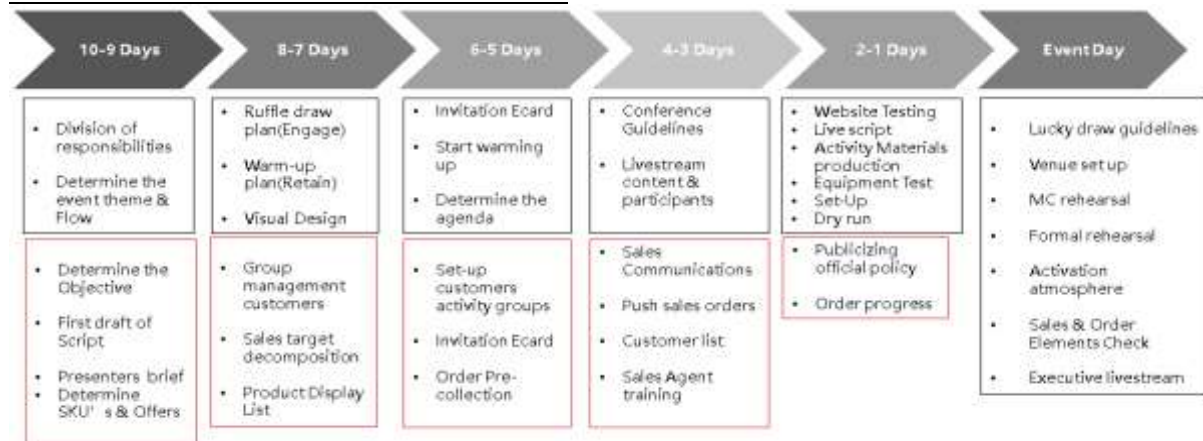 10-9 Days
8-7 Days
6-5 Days
4-3 Days
2-1 Days
Event Day
• Division of
responsibilities
• Determine the
event theme &
Flow
• Determine the
Objective
• First draft of
Script
• Presenters brief
• Determine
SKU's & Offers
• Ruffle draw
plan(Engage)
• Warm-up
plan(Retain)
• Visual Design
• Group
management
customers
• Sales target
decomposition
• Product Display
List
• Invitation Ecard
• Start warming
up
• Determine the
agenda
• Set-up
customers
activity groups
• Invitation Ecard
• Order Pre-
collection
• Conference
Guidelines
• Livestream
content &
participants
• Sales
Communications
• Push sales orders
• Customer list
• Sales Agent
training
• Website Testing
• Live script
• Activity Materials
production
• Equipment Test
• Set-Up
• Dry run
• Publicizing
official policy
• Order progress
• Lucky draw guidelines
• Venue set up
• MC rehearsal
• Formal rehearsal
• Activation
atmosphere
• Sales & Order
Elements Check
• Executive livestream